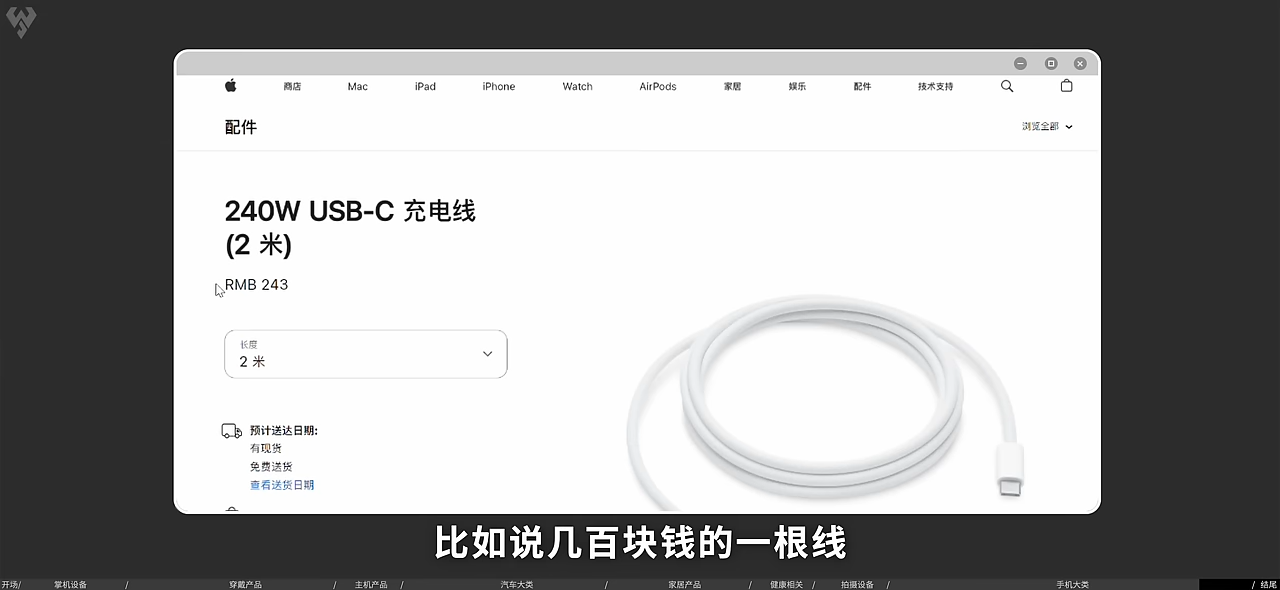 商店 Mac iPad iPhone Watch AirPods 家居 娱乐 配件 技术支持
配件
浏览全部
240W USB-C 充电线
(2 米)
RMB 243
长度
2 米
预计送达日期:
有现货
免费送货
查看送货日期
比如说几百块钱的一根线
开场/ 掌机设备 / 穿戴产品 / 主机产品 / 汽车大类 / 家居产品 / 健康相关 / 拍摄设备 / 手机大类 / 结尾